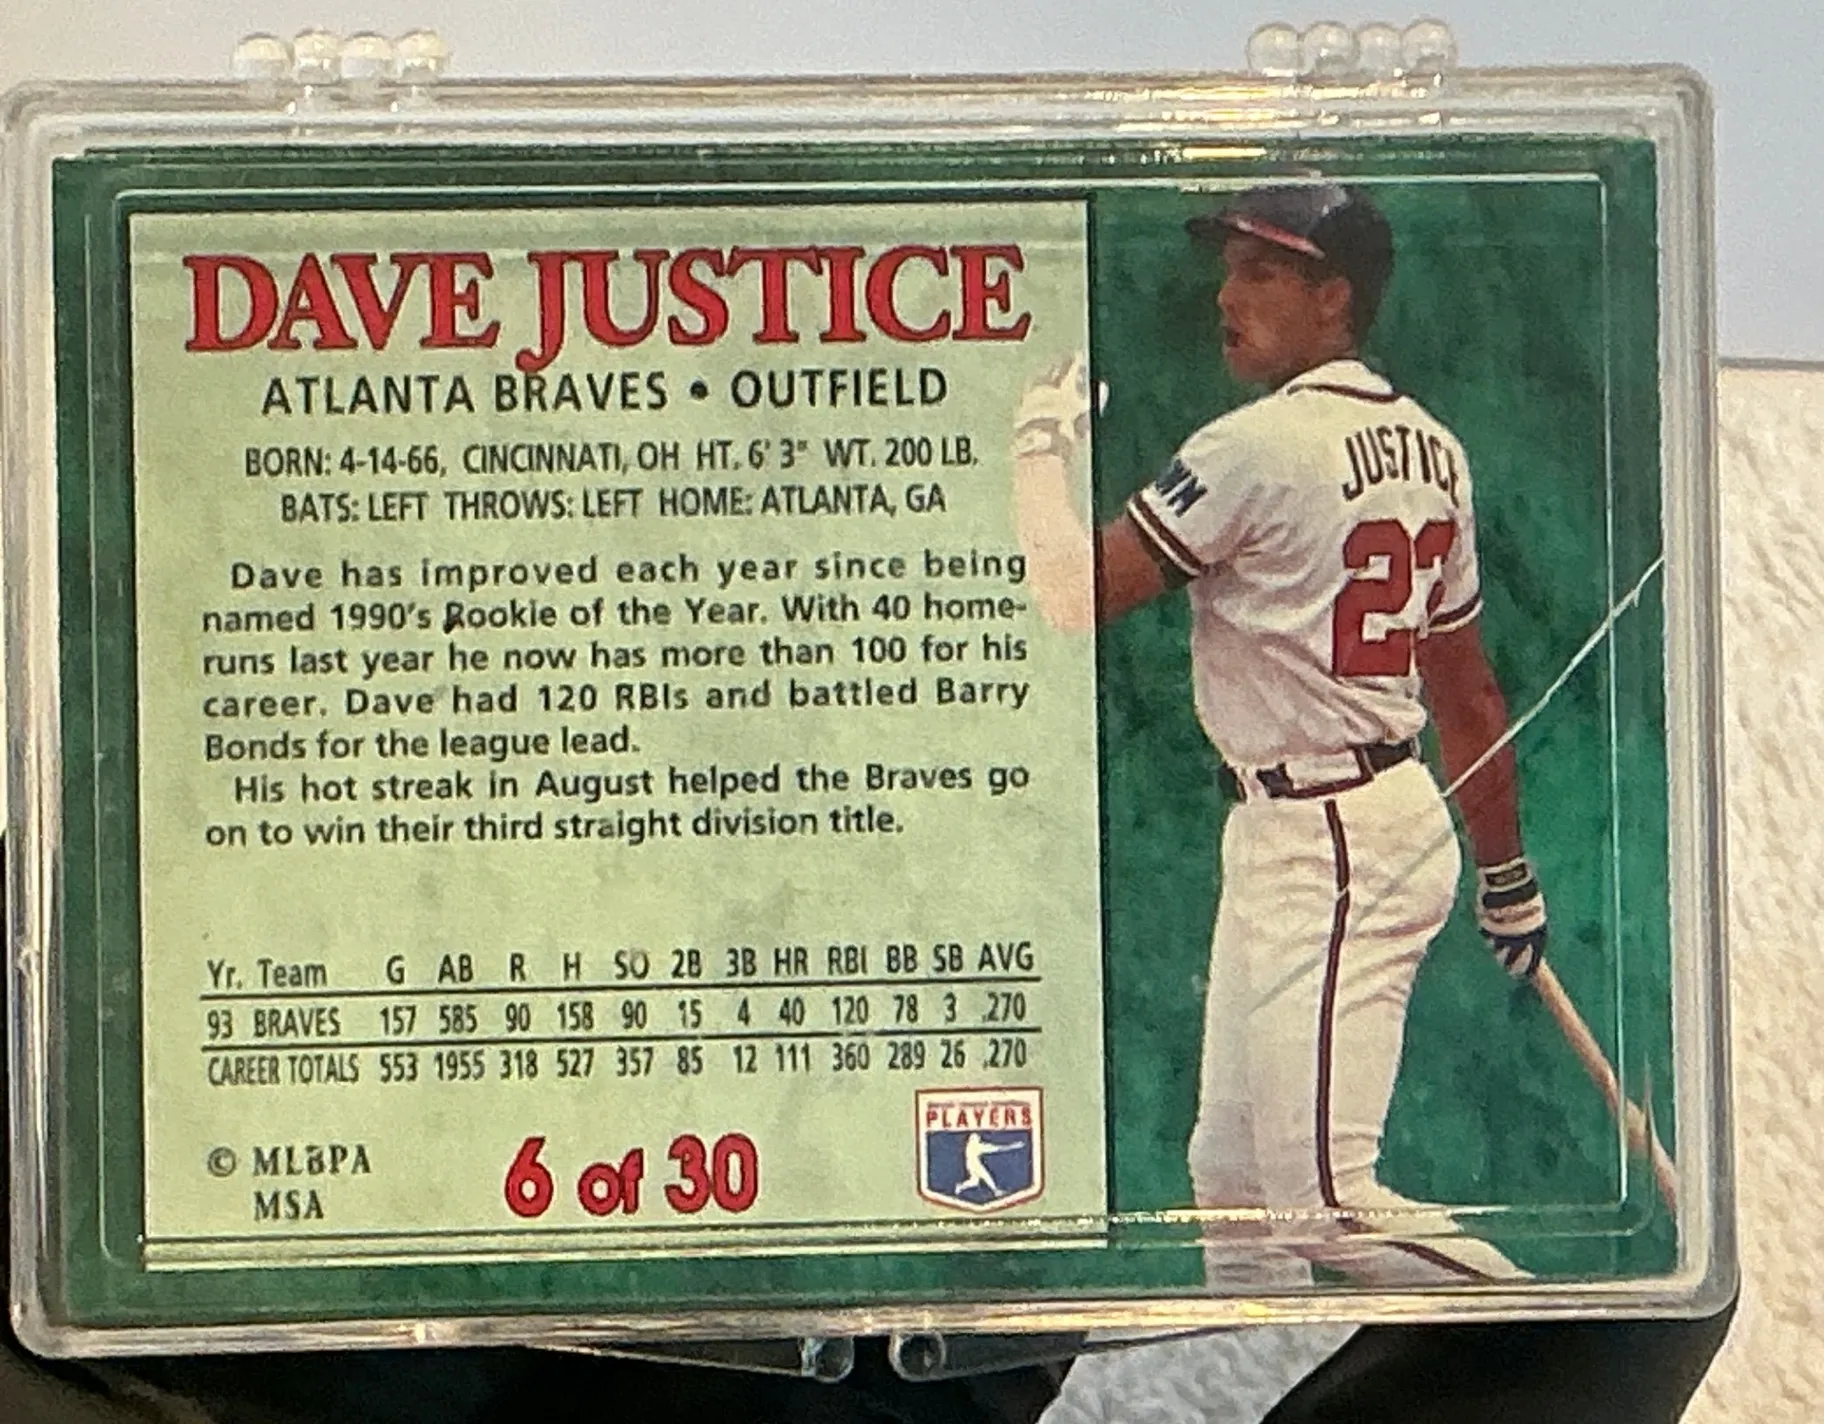 DAVE JUSTICE
ATLANTA BRAVES • OUTFIELD
BORN: 4-14-66, CINCINNATI, OH HT. 6' 3" WT. 200 LB.
BATS: LEFT THROWS: LEFT HOME: ATLANTA, GA
Dave has improved each year since being
named 1990's Rookie of the Year. With 40 home-
runs last year he now has more than 100 for his
career. Dave had 120 RBIs and battled Barry
Bonds for the league lead.
His hot streak in August helped the Braves go
on to win their third straight division title.
Yr. Team G AB R H SO 2B 3B HR RBI BB SB AVG
93 BRAVES 157 585 90 158 90 15 4 40 120 78 3 .270
CAREER TOTALS 553 1955 318 527 357 85 12 111 360 289 26 .270
© MLBPA
MSA
6 of 30
PLAYERS
JUSTICE
23